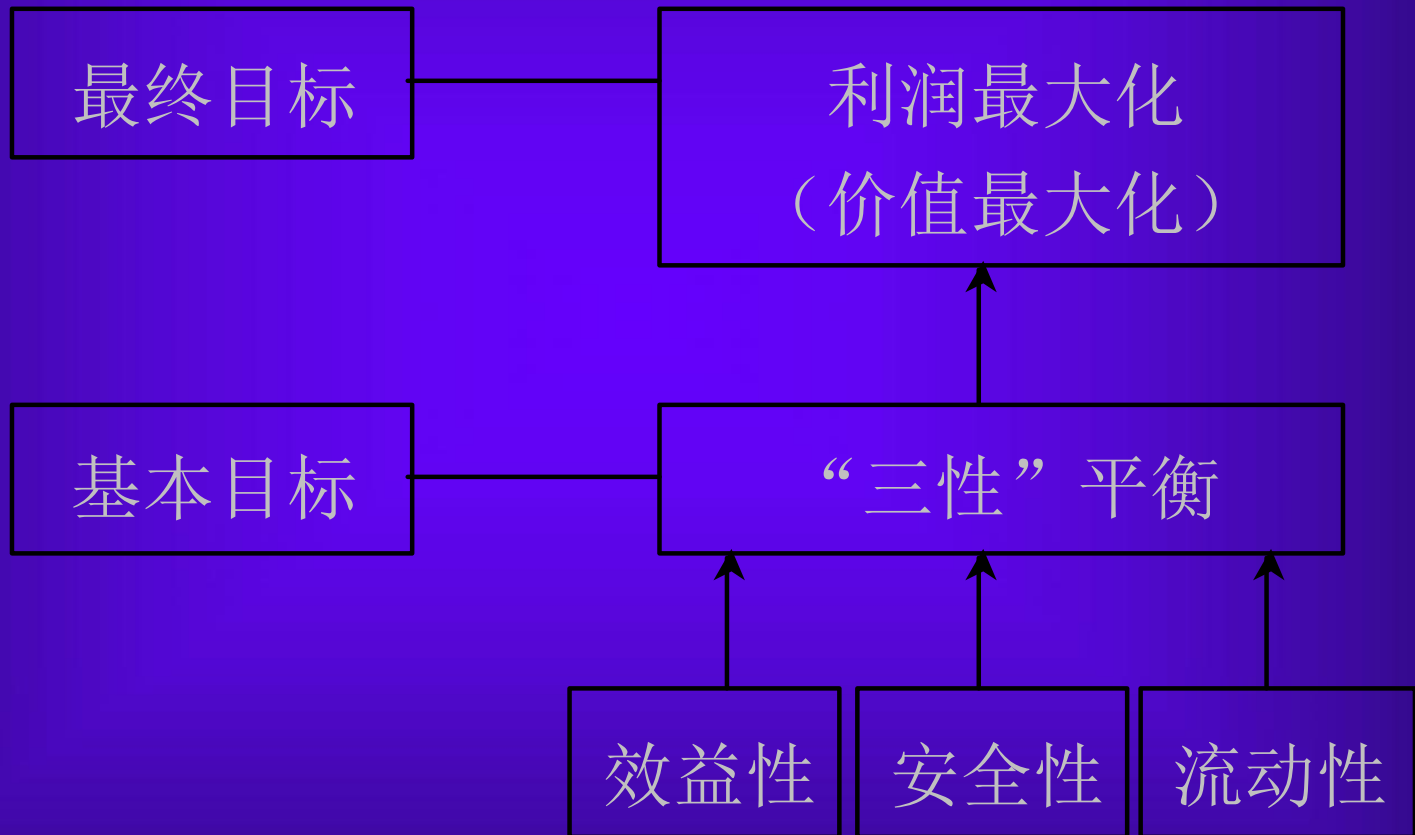 最终目标
利润最大化
（价值最大化）
基本目标
“三性”平衡
效益性
安全性
流动性